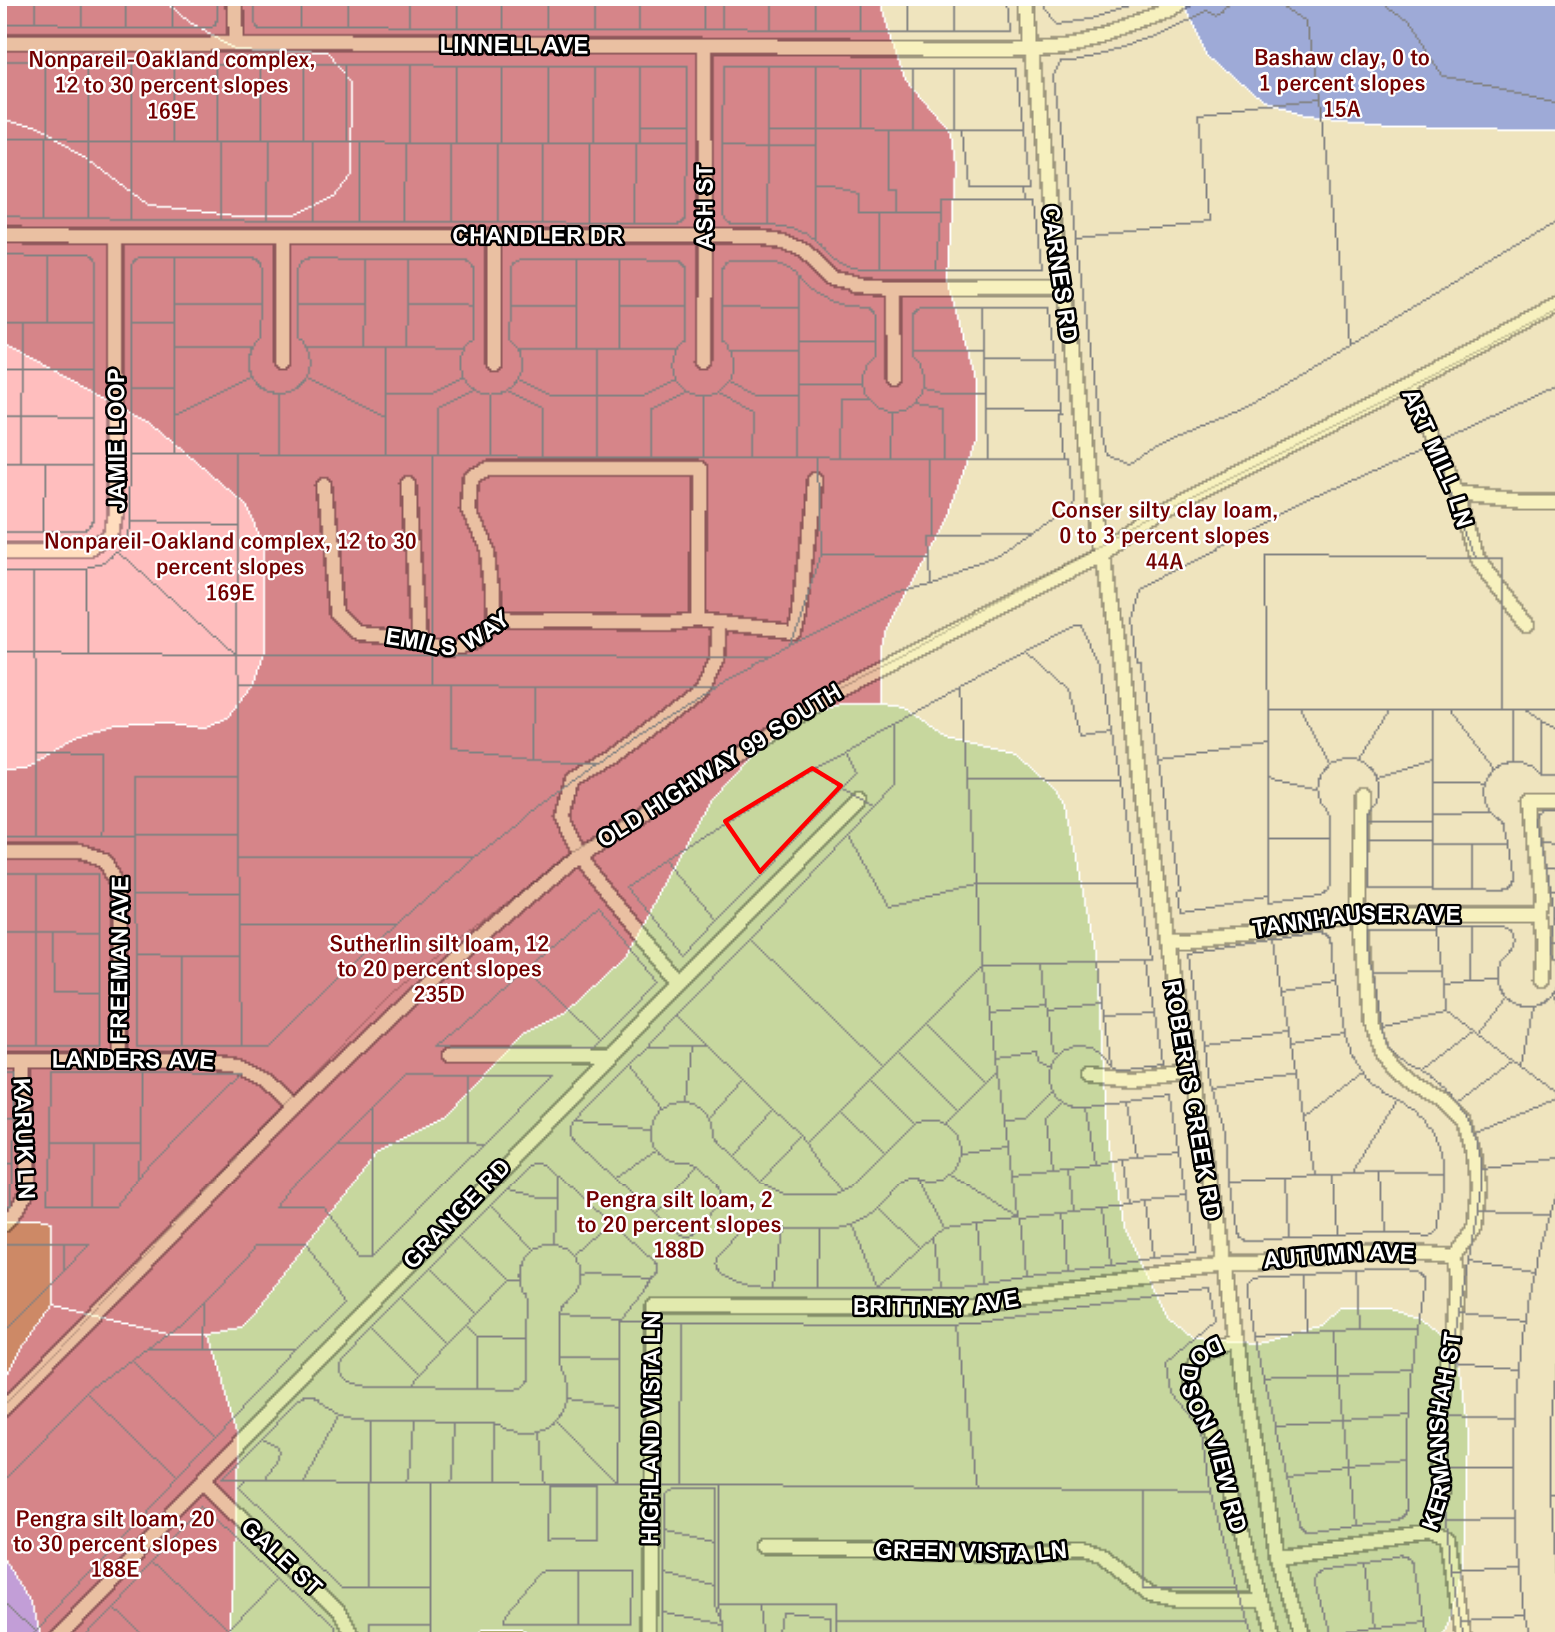 LINNELL AVE
Nonpareil-Oakland complex,
12 to 30 percent slopes
169E
Bashaw clay, 0 to
1 percent slopes
15A
ASH ST
CHANDLER DR
CARNES RD
JAMIE LOOP
ART MILL LN
Conser silty clay loam,
0 to 3 percent slopes
44A
Nonpareil-Oakland complex, 12 to 30
percent slopes
169E
EMILS WAY
OLD HIGHWAY 99 SOUTH
FREEMAN AVE
TANNHAUSER AVE
Sutherlin silt loam, 12
to 20 percent slopes
235D
LANDERS AVE
KARUK LN
ROBERTS CREEK RD
GRANGE RD
Pengra silt loam, 2
to 20 percent slopes
188D
AUTUMN AVE
BRITTNEY AVE
HIGHLAND VISTA LN
DODSON VIEW RD
KERMANSHAH ST
Pengra silt loam, 20
to 30 percent slopes
188E
GALE ST
GREEN VISTA LN